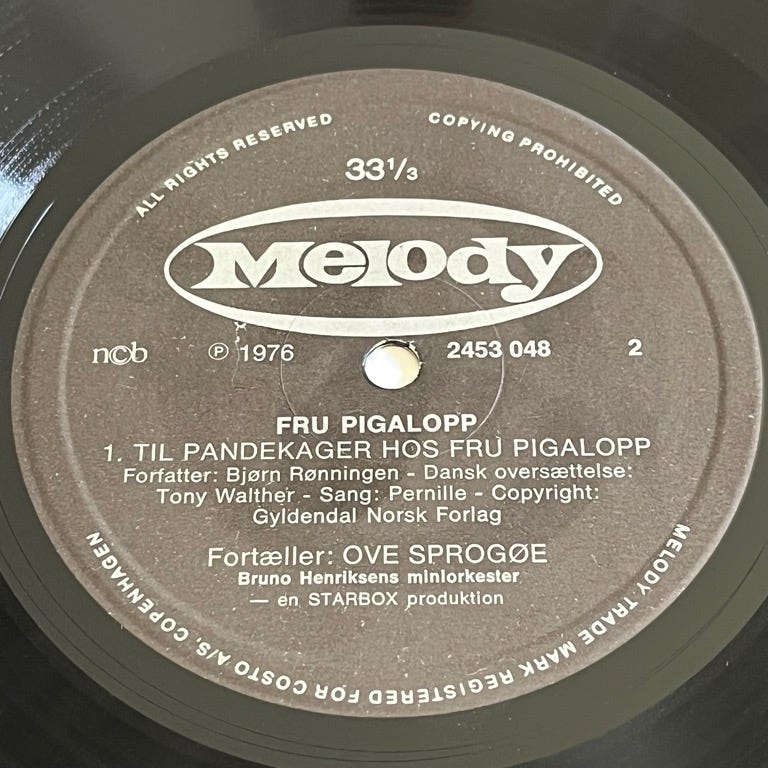 ALL RIGHTS RESERVED
COPYING PROHIBITED
33 1/3
Melody
n©b
℗ 1976
2453 048
2
FRU PIGALOPP
1. TIL PANDEKAGER HOS FRU PIGALOPP
Forfatter: Bjørn Rønningen - Dansk oversættelse:
Tony Walther - Sang: Pernille - Copyright:
Gyldendal Norsk Forlag
Fortæller: OVE SPROGØE
Bruno Henriksens miniorkester
— en STARBOX produktion
MELODY TRADE MARK REGISTERED FOR COSTO A/S, COPENHAGEN